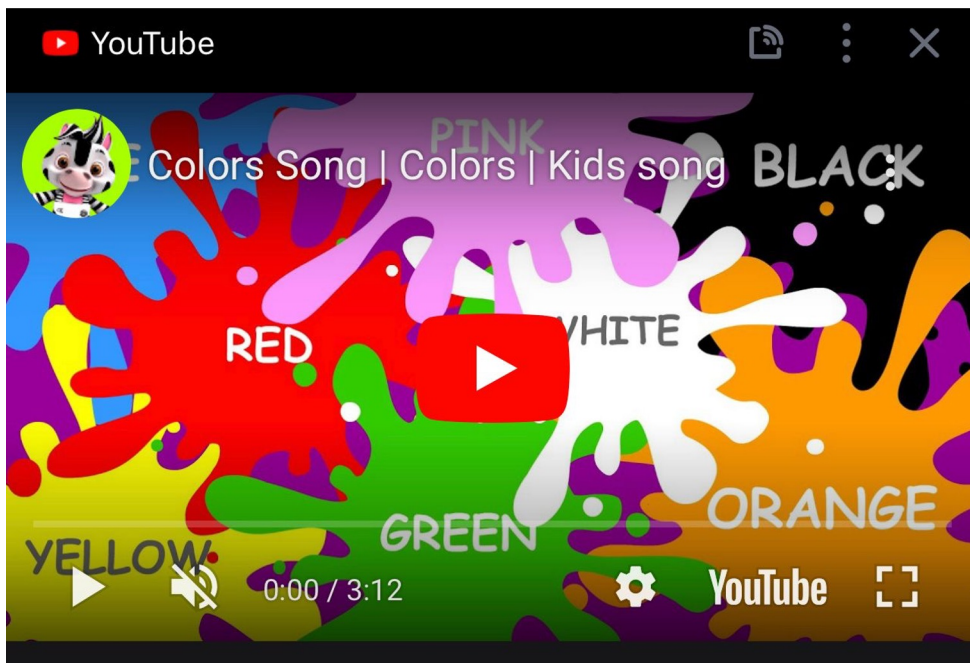 YouTube
PINK
Colors Song | Colors | Kids song
BLACK
RED
WHITE
ORANGE
GREEN
YELLOW
0:00 / 3:12
YouTube